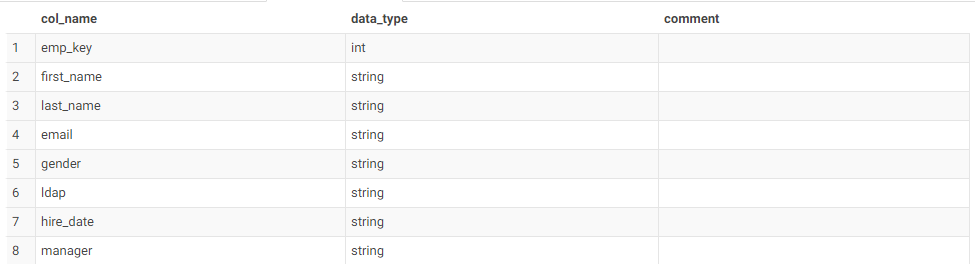 col_name data_type comment
1 emp_key int
2 first_name string
3 last_name string
4 email string
5 gender string
6 ldap string
7 hire_date string
8 manager string